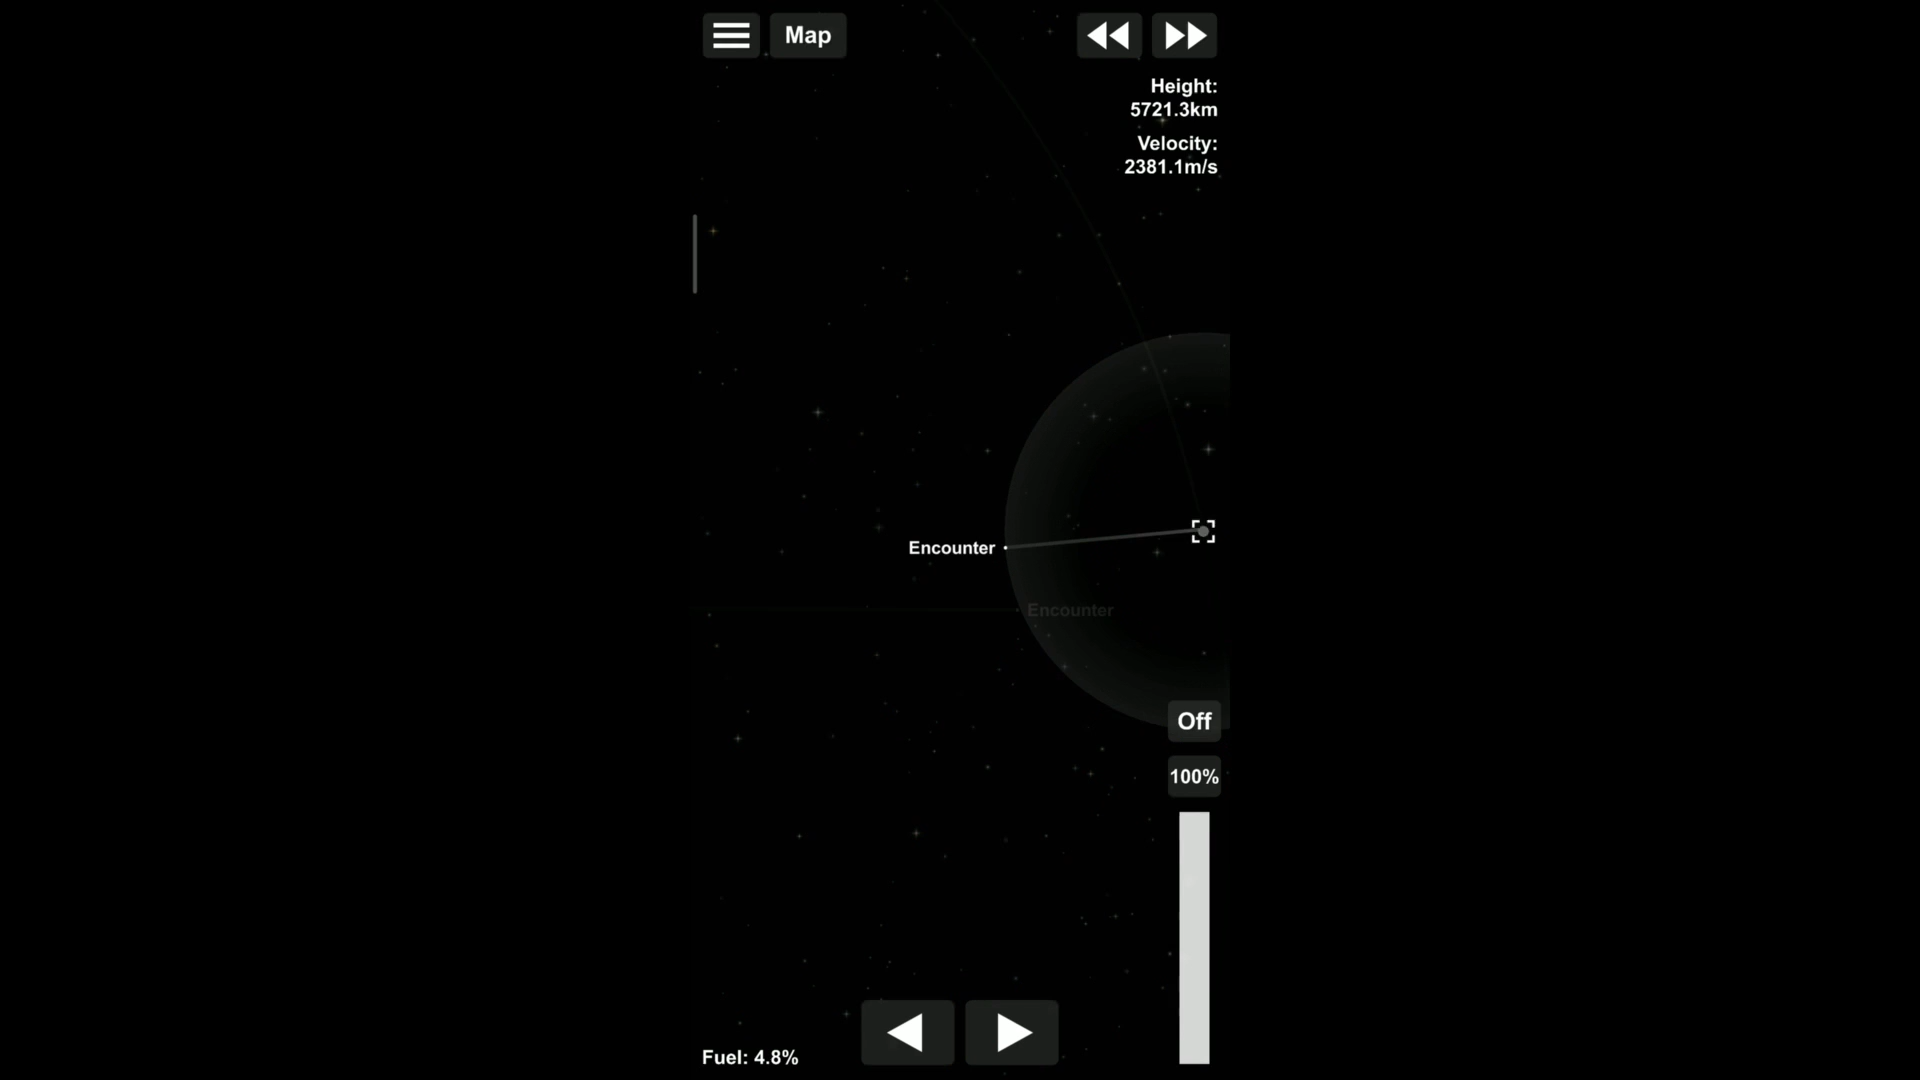 Map
Height:
5721.3km
Velocity:
2381.1m/s
Encounter
Encounter
Off
100%
Fuel: 4.8%